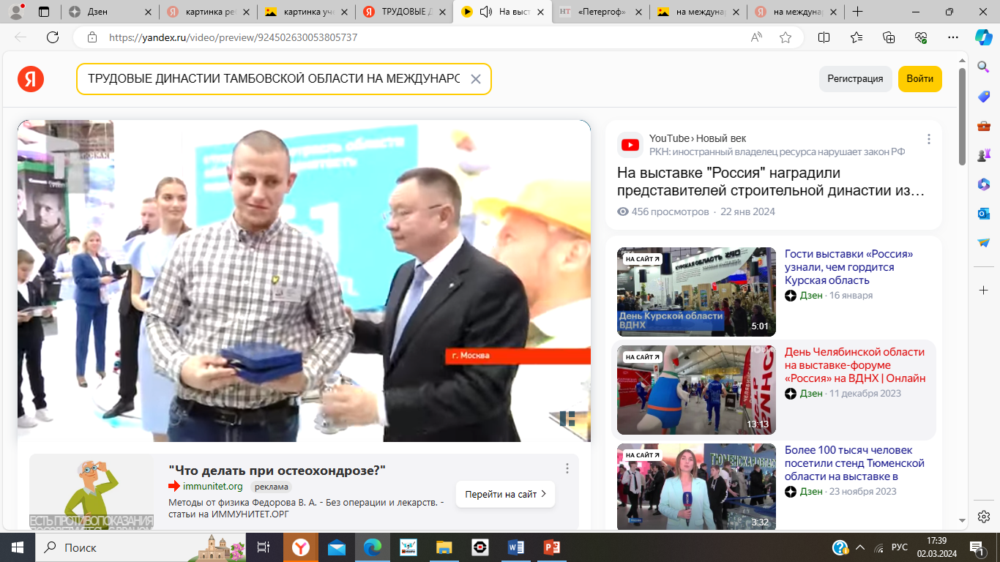 Дзен
картинка ре
картинка уче
ТРУДОВЫЕ Д
На выст
НТ
«Петергоф»
на междунар
на междунар
https://yandex.ru/video/preview/924502630053805737
Я
ТРУДОВЫЕ ДИНАСТИИ ТАМБОВСКОЙ ОБЛАСТИ НА МЕЖДУНАРО
Регистрация
Войти
г. Москва
YouTube › Новый век
РКН: иностранный владелец ресурса нарушает закон РФ
На выставке "Россия" наградили
представителей строительной династии из…
456 просмотров · 22 янв 2024
НА САЙТ
КУРСКАЯ ОБЛАСТЬ
День Курской области
ВДНХ
5:01
Гости выставки «Россия»
узнали, чем гордится
Курская область
Дзен · 16 января
НА САЙТ
13:13
День Челябинской области
на выставке-форуме
«Россия» на ВДНХ | Онлайн
Дзен · 11 декабря 2023
НА САЙТ
3:32
Более 100 тысяч человек
посетили стенд Тюменской
области на выставке в
Дзен · 23 ноября 2023
"Что делать при остеохондрозе?"
immunitet.org реклама
Методы от физика Федорова В. А. - Без операции и лекарств. -
статьи на ИММУНИТЕТ.ОРГ
Перейти на сайт
ЕСТЬ ПРОТИВОПОКАЗАНИЯ
Поиск
РУС
17:39
02.03.2024
1